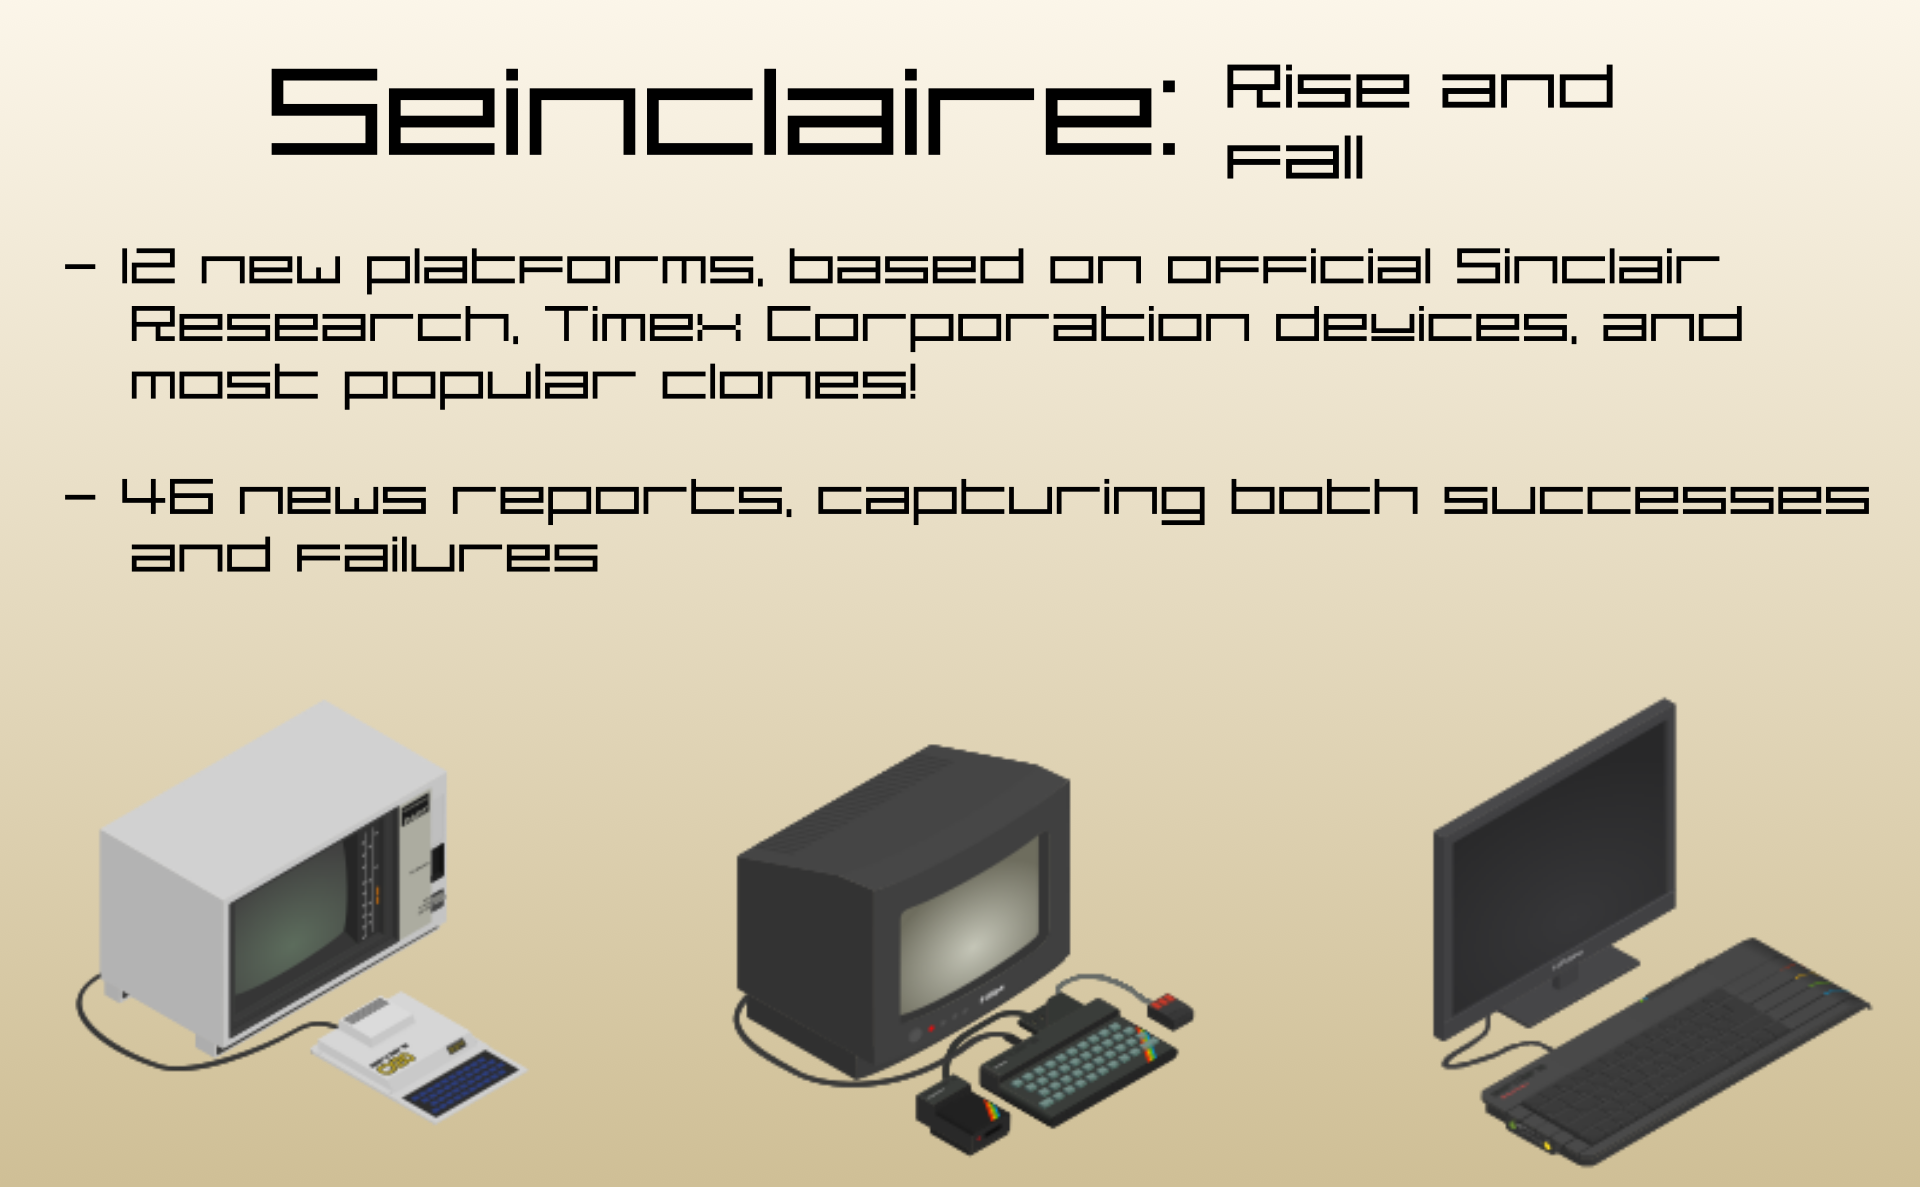 Seinclaire: Rise and
fall
- 12 new platforms, based on official Sinclair
Research, Timex Corporation devices, and
most popular clones!
- 46 news reports, capturing both successes
and failures